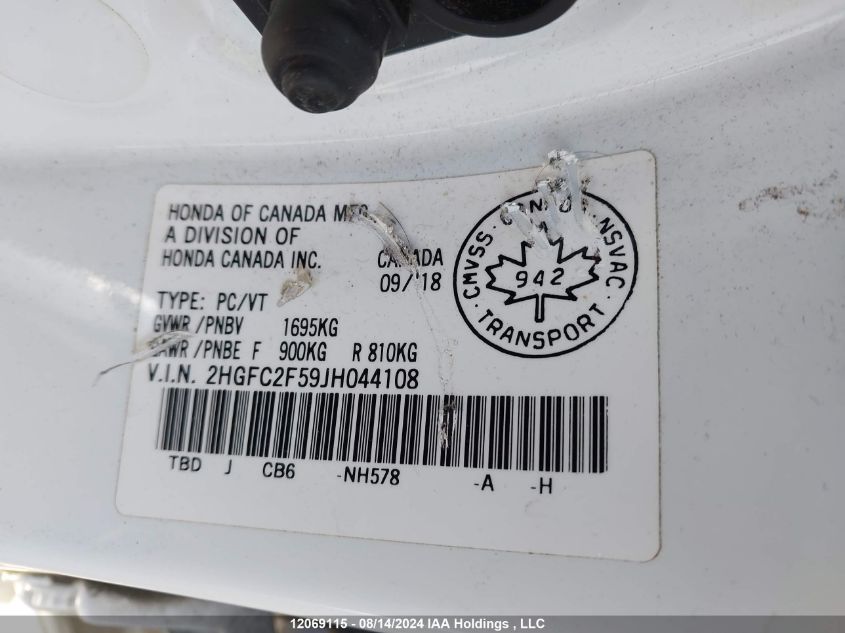 HONDA OF CANADA MFG.
A DIVISION OF
HONDA CANADA INC. CANADA
09/'18
TYPE: PC/VT
GVWR /PNBV 1695KG
GAWR /PNBE F 900KG R 810KG
V.I.N. 2HGFC2F59JH044108
TBD J CB6 -NH578 -A -H
CMVSS · CANADA · NSVAC
942
· TRANSPORT ·
12069115 - 08/14/2024 IAA Holdings , LLC